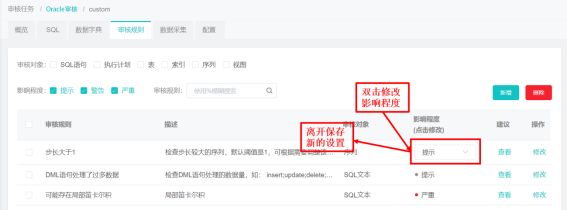 审核任务 / Oracle审核 / custom
概览 SQL 数据字典 审核规则 数据采集 配置
审核对象: SQL语句 执行计划 表 索引 序列 视图
影响程度: 提示 警告 严重 审核规则: 使用%模糊搜索 新增 删除
双击修改
影响程度
离开保存
新的设置
审核规则 描述 审核对象 影响程度 建议 操作
(点击修改)
步长大于1 检查步长较大的序列，默认阈值是1，可根据需要调整该... 序列 提示 查看 修改
DML语句处理了过多数据 检查DML语句处理的数据量，如： insert;update;delete;... SQL文本 提示 查看 修改
可能存在局部笛卡尔积 局部笛卡尔积 SQL文本 严重 查看 修改